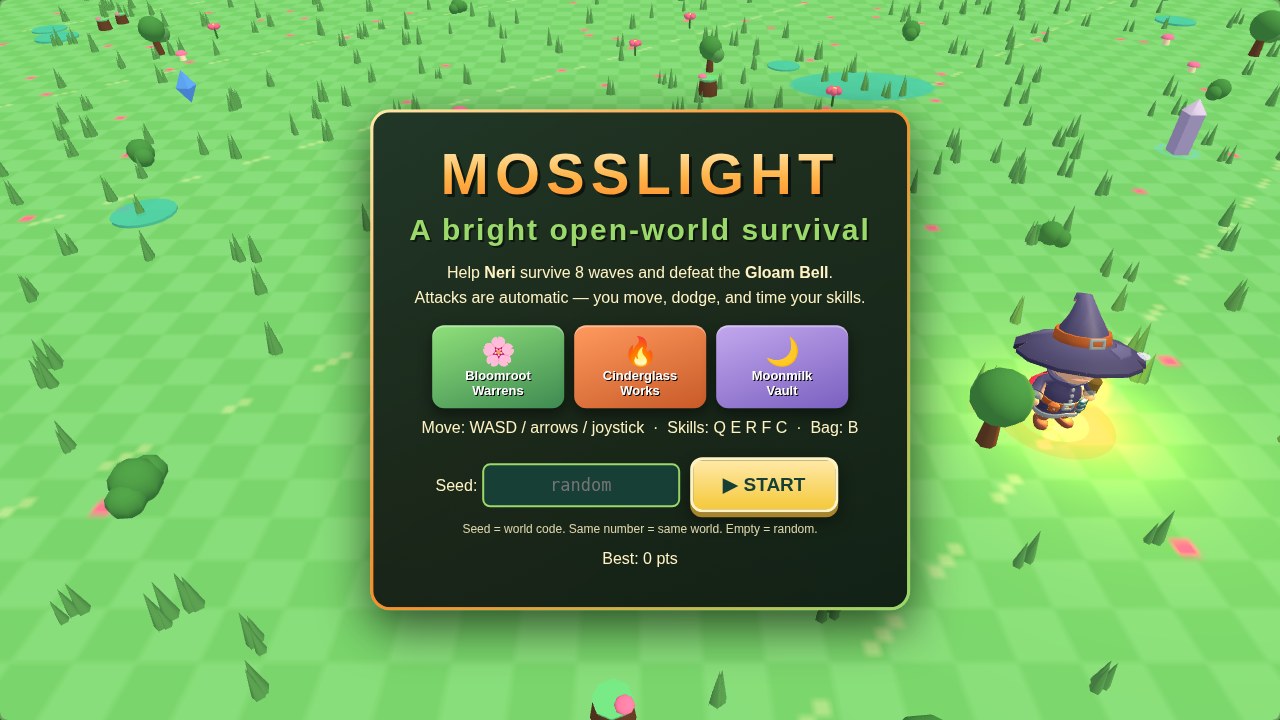 MOSSLIGHT
A bright open-world survival
Help Neri survive 8 waves and defeat the Gloam Bell.
Attacks are automatic — you move, dodge, and time your skills.
Bloomroot
Warrens
Cinderglass
Works
Moonmilk
Vault
Move: WASD / arrows / joystick · Skills: Q E R F C · Bag: B
Seed: random ▶ START
Seed = world code. Same number = same world. Empty = random.
Best: 0 pts